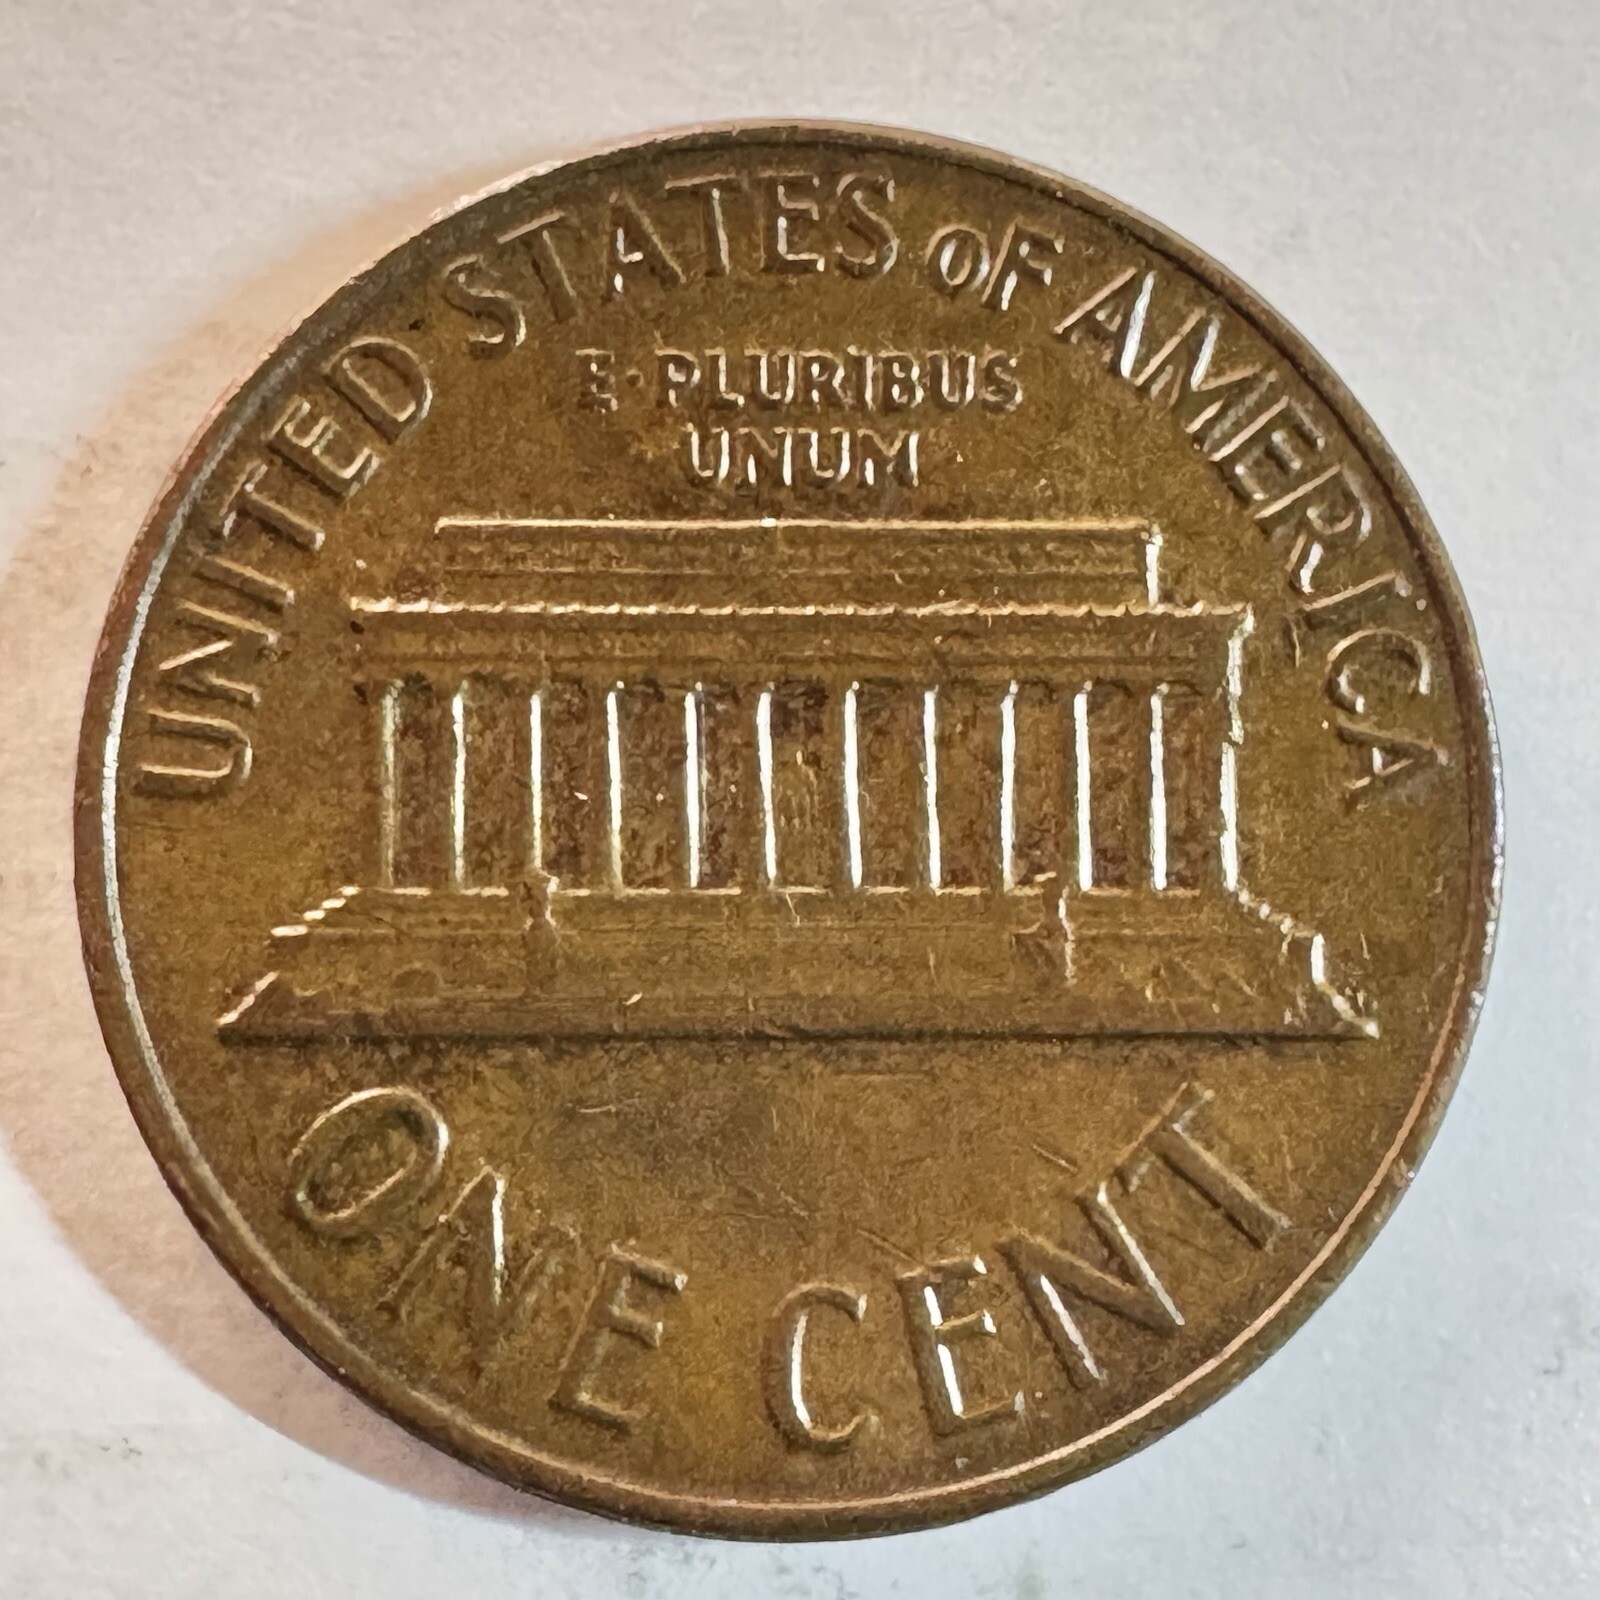 UNITED STATES OF AMERICA
E·PLURIBUS
UNUM
ONE CENT